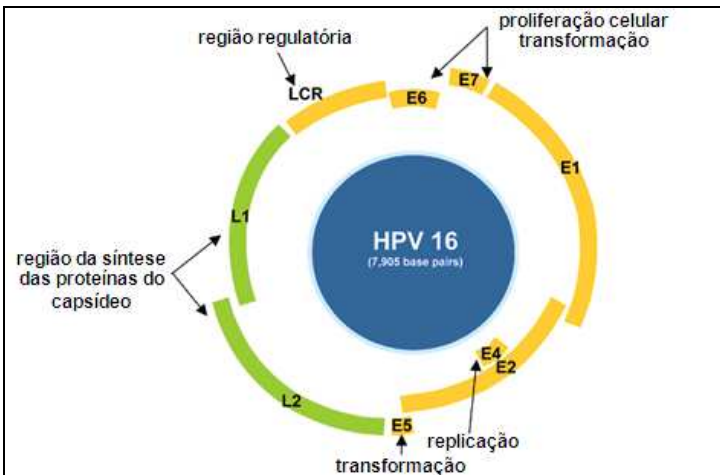 proliferação celular
transformação
região regulatória
LCR
E6
E7
E1
L1
HPV 16
(7,905 base pairs)
região da síntese
das proteínas do
capsídeo
E4
E2
L2
E5
replicação
transformação